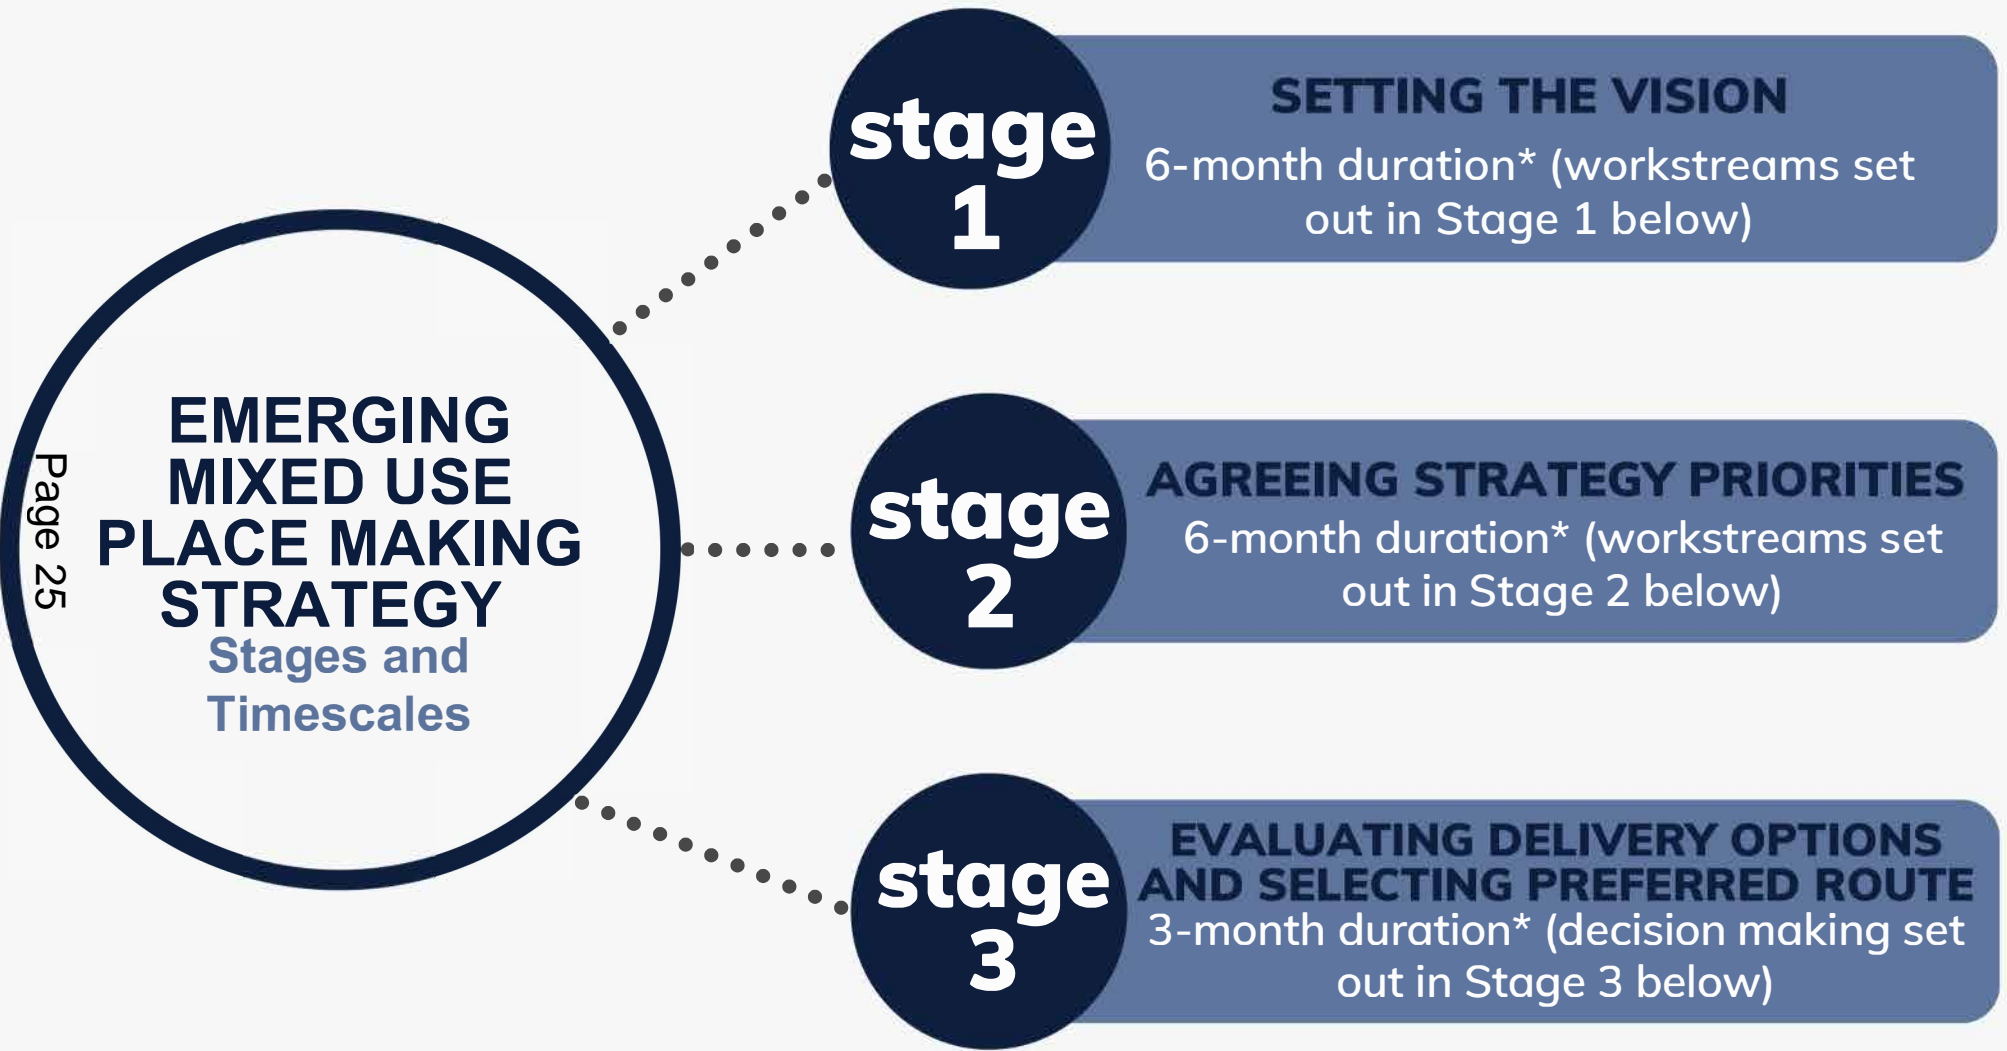 Page 25
EMERGING
MIXED USE
PLACE MAKING
STRATEGY
Stages and
Timescales
stage
1
SETTING THE VISION
6-month duration* (workstreams set
out in Stage 1 below)
stage
2
AGREEING STRATEGY PRIORITIES
6-month duration* (workstreams set
out in Stage 2 below)
stage
3
EVALUATING DELIVERY OPTIONS
AND SELECTING PREFERRED ROUTE
3-month duration* (decision making set
out in Stage 3 below)